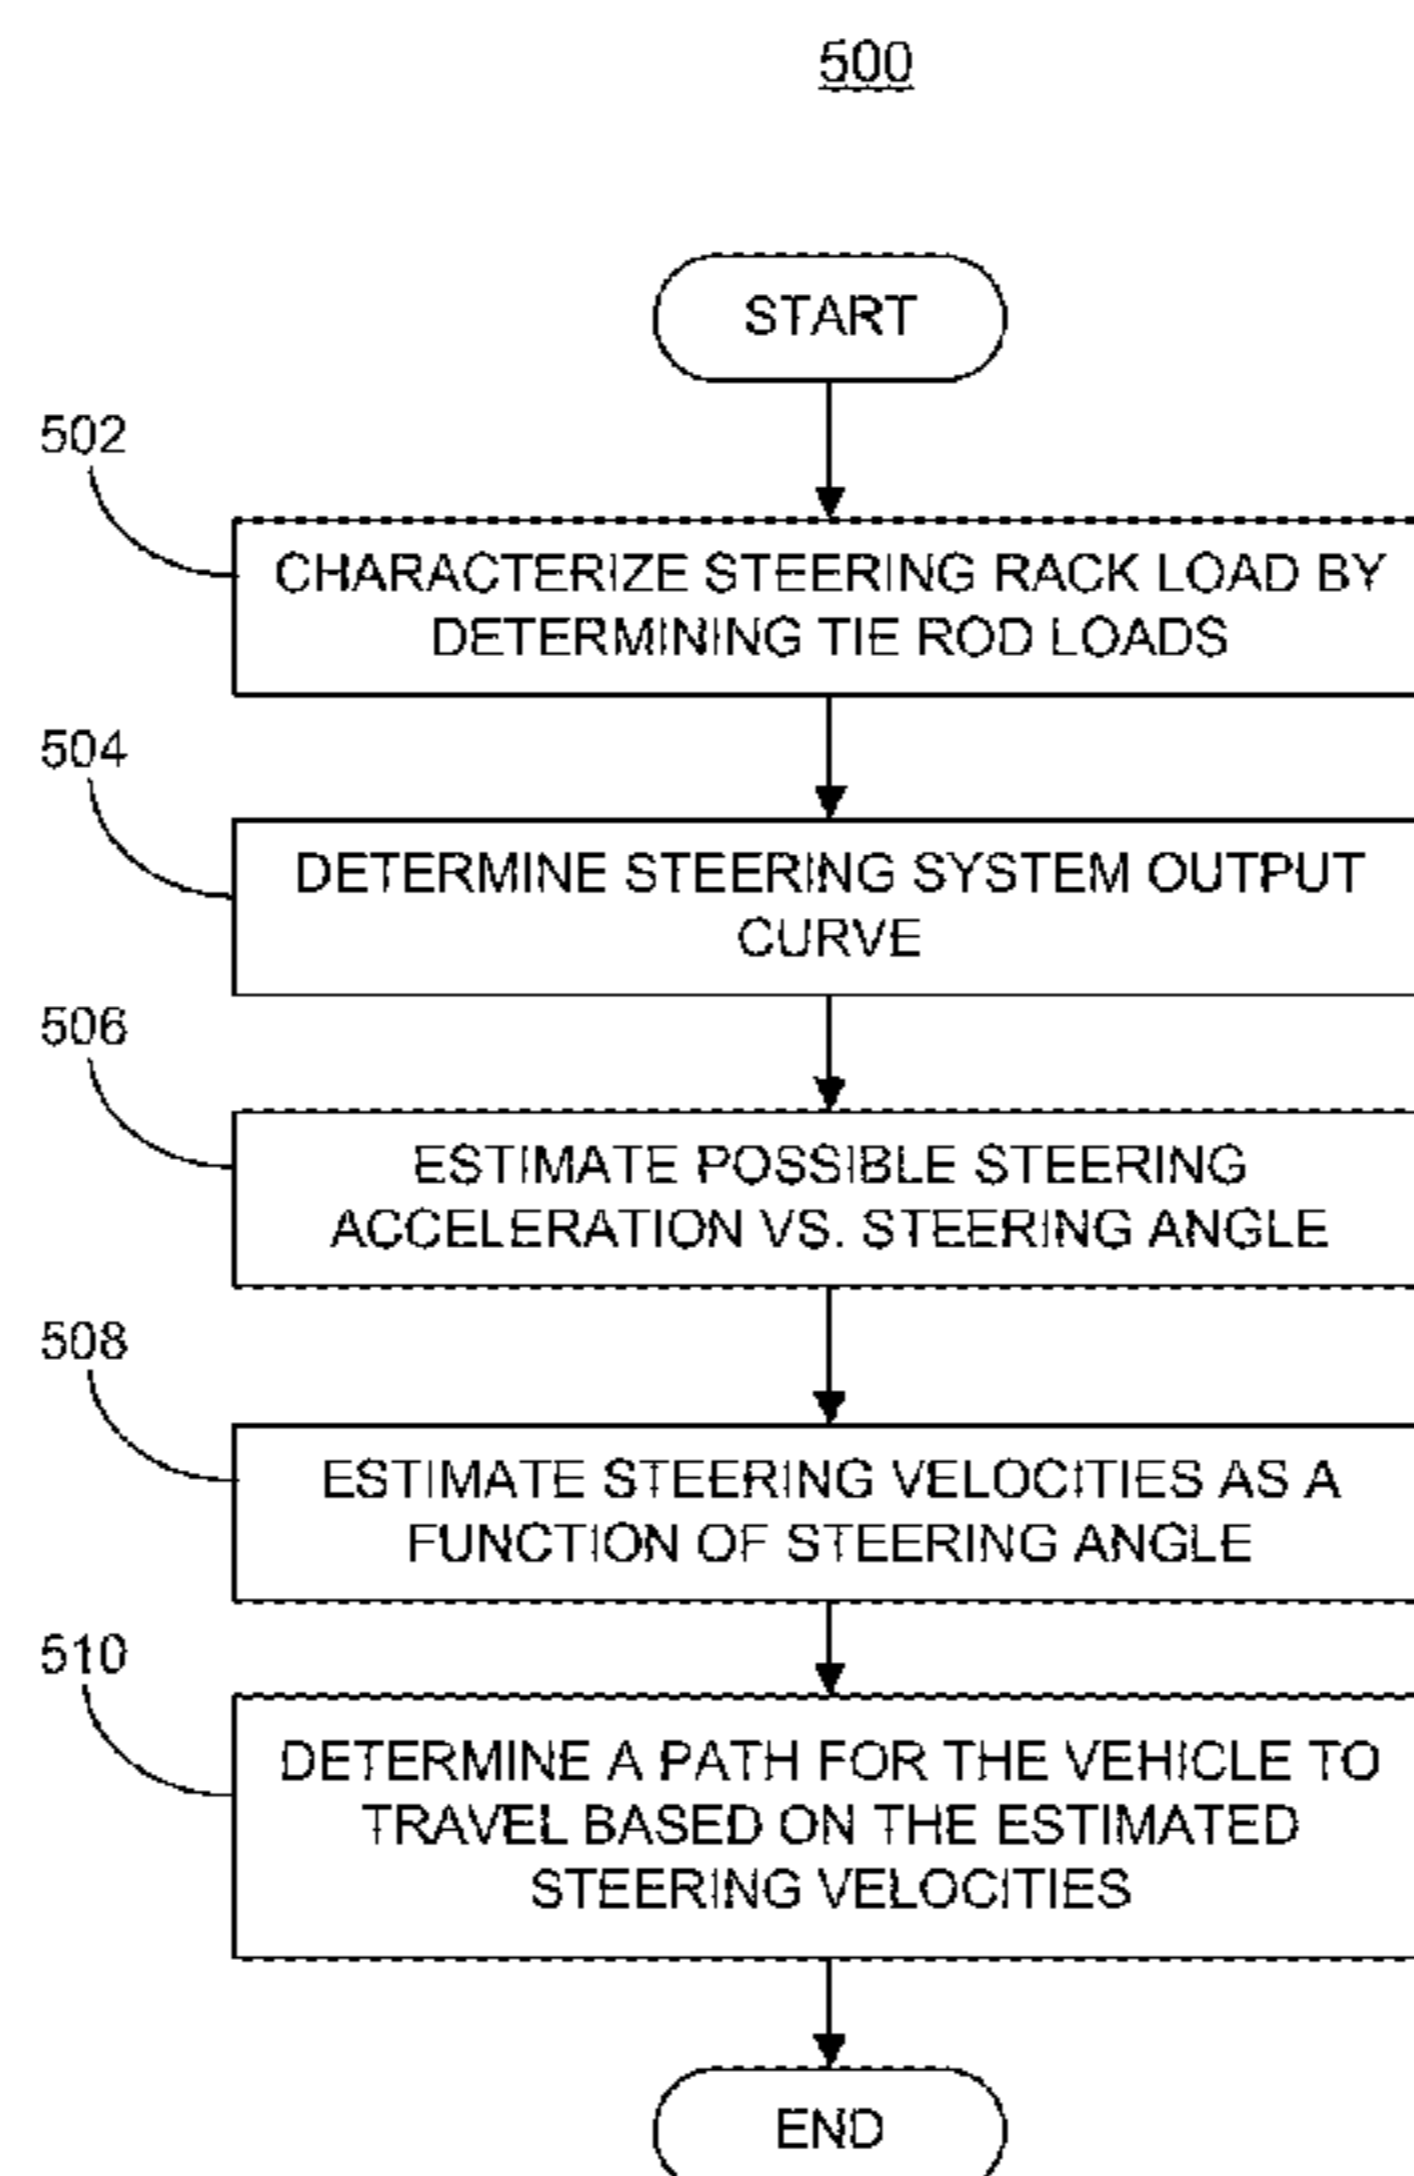 500
START
502
CHARACTERIZE STEERING RACK LOAD BY
DETERMINING TIE ROD LOADS
504
DETERMINE STEERING SYSTEM OUTPUT
CURVE
506
ESTIMATE POSSIBLE STEERING
ACCELERATION VS. STEERING ANGLE
508
ESTIMATE STEERING VELOCITIES AS A
FUNCTION OF STEERING ANGLE
510
DETERMINE A PATH FOR THE VEHICLE TO
TRAVEL BASED ON THE ESTIMATED
STEERING VELOCITIES
END